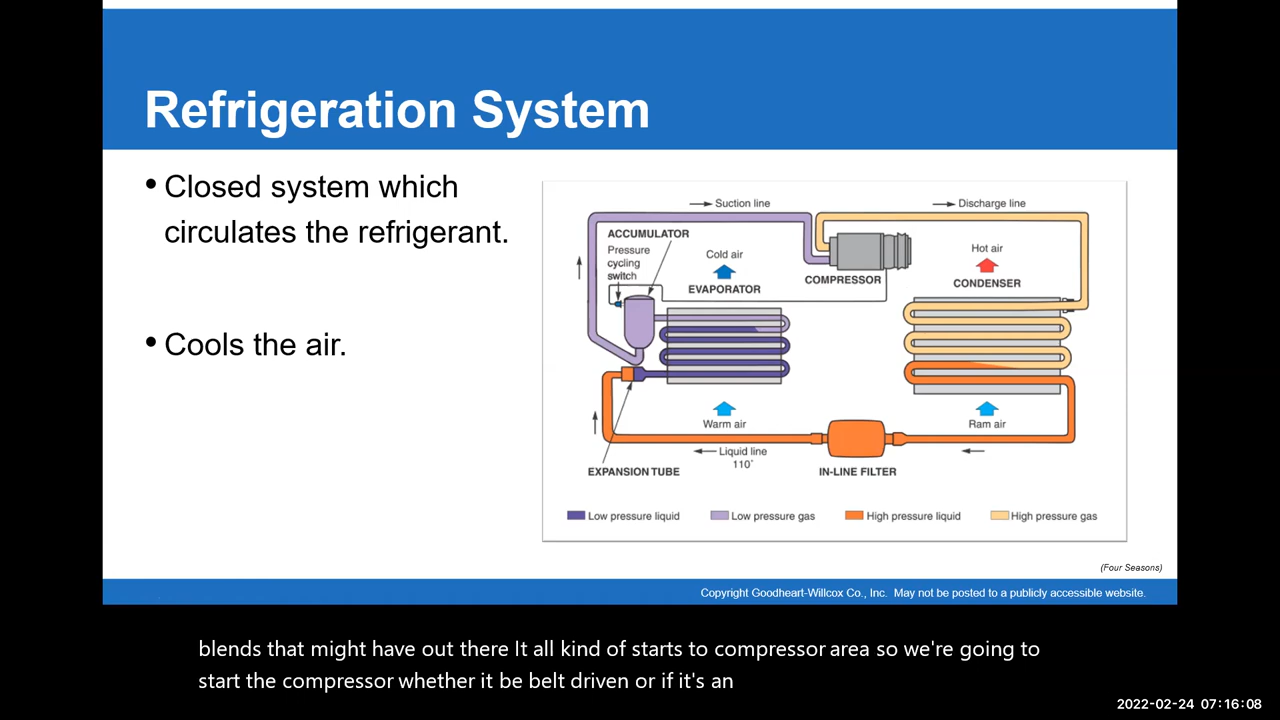 Refrigeration System
• Closed system which
circulates the refrigerant.
• Cools the air.
Suction line
Discharge line
ACCUMULATOR
Pressure
cycling
switch
Cold air
EVAPORATOR
COMPRESSOR
Hot air
CONDENSER
Warm air
Ram air
Liquid line
110°
EXPANSION TUBE
IN-LINE FILTER
Low pressure liquid
Low pressure gas
High pressure liquid
High pressure gas
(Four Seasons)
Copyright Goodheart-Willcox Co., Inc. May not be posted to a publicly accessible website.
blends that might have out there It all kind of starts to compressor area so we're going to
start the compressor whether it be belt driven or if it's an
2022-02-24 07:16:08